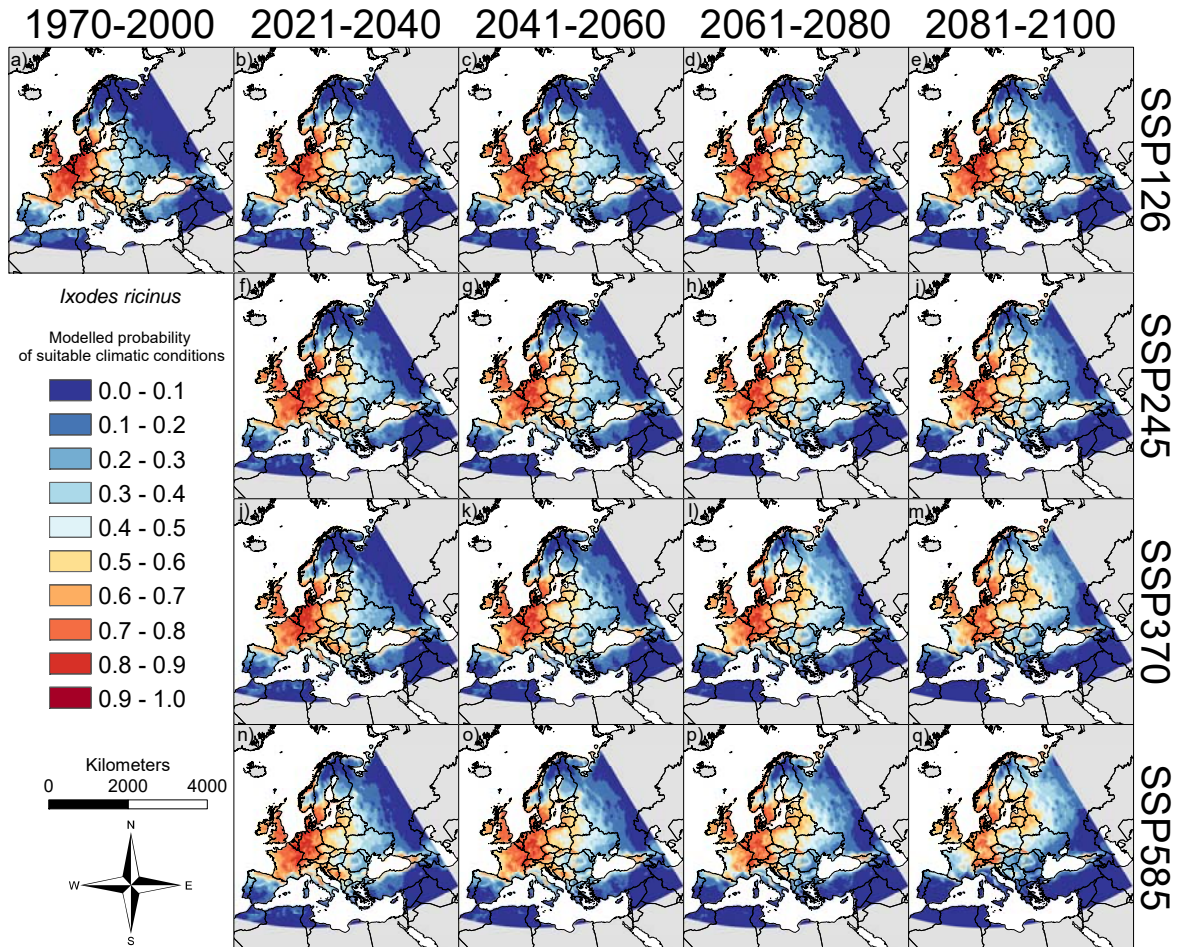 1970-2000 2021-2040 2041-2060 2061-2080 2081-2100
a) b) c) d) e) SSP126
f) g) h) i) SSP245
Ixodes ricinus
Modelled probability
of suitable climatic conditions
0.0 - 0.1
0.1 - 0.2
0.2 - 0.3
0.3 - 0.4
0.4 - 0.5
0.5 - 0.6
0.6 - 0.7
0.7 - 0.8
0.8 - 0.9
0.9 - 1.0
j) k) l) m) SSP370
n) o) p) q) SSP585
Kilometers
0 2000 4000
N
W E
S